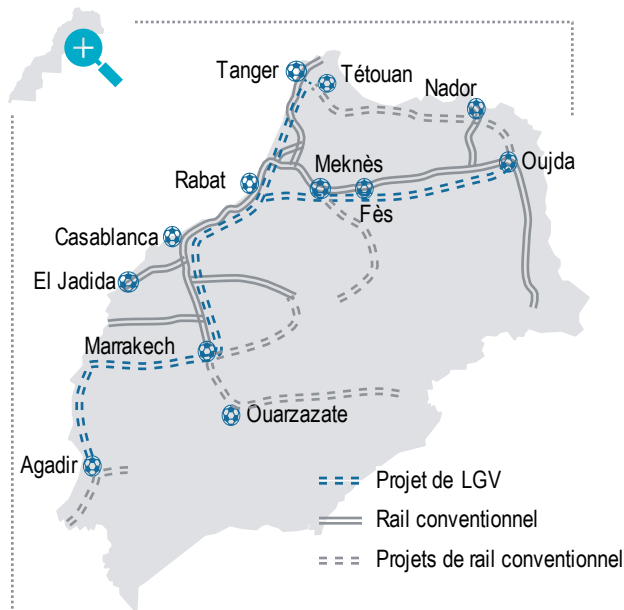 Tanger
Tétouan
Nador
Rabat
Meknès
Oujda
Fès
Casablanca
El Jadida
Marrakech
Ouarzazate
Agadir
Projet de LGV
Rail conventionnel
Projets de rail conventionnel